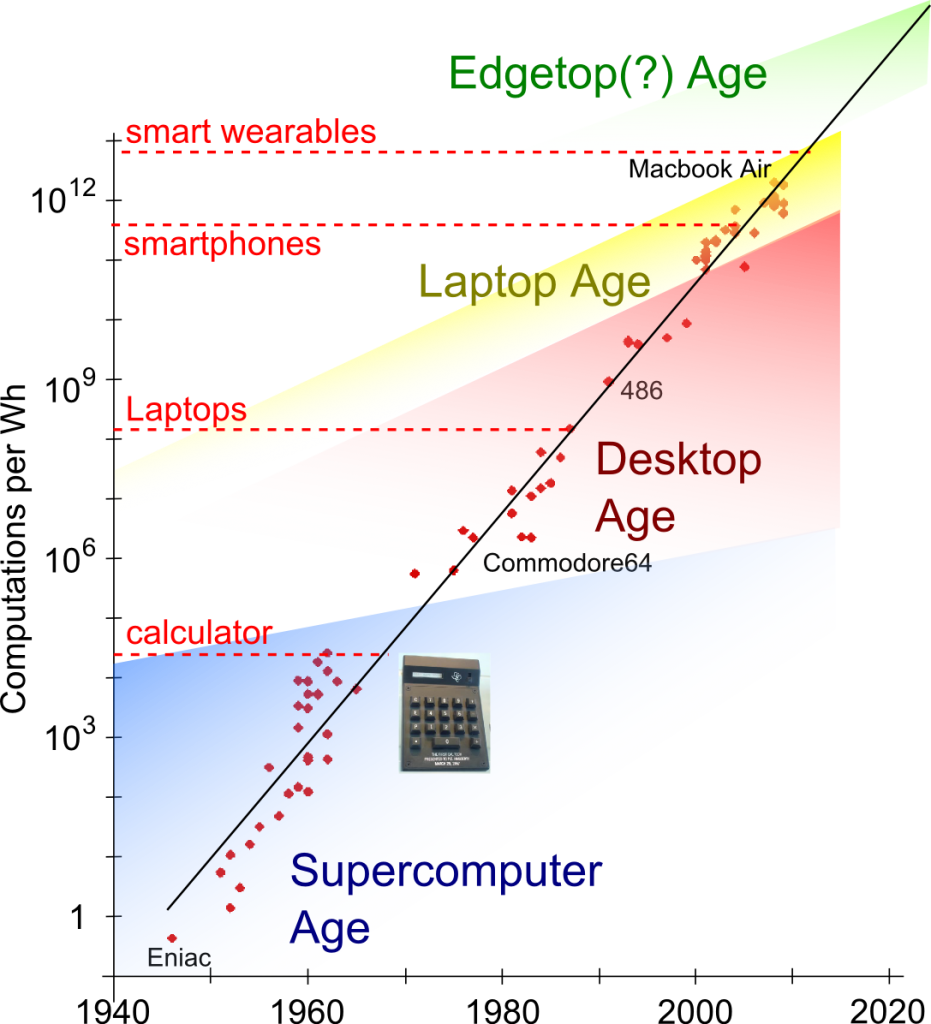 Edgetop(?) Age
smart wearables
Macbook Air
10^12
smartphones
Laptop Age
10^9
486
Laptops
Desktop
Age
10^6
Commodore64
calculator
10^3
Supercomputer
Age
1
Eniac
1940
1960
1980
2000
2020
Computations per Wh